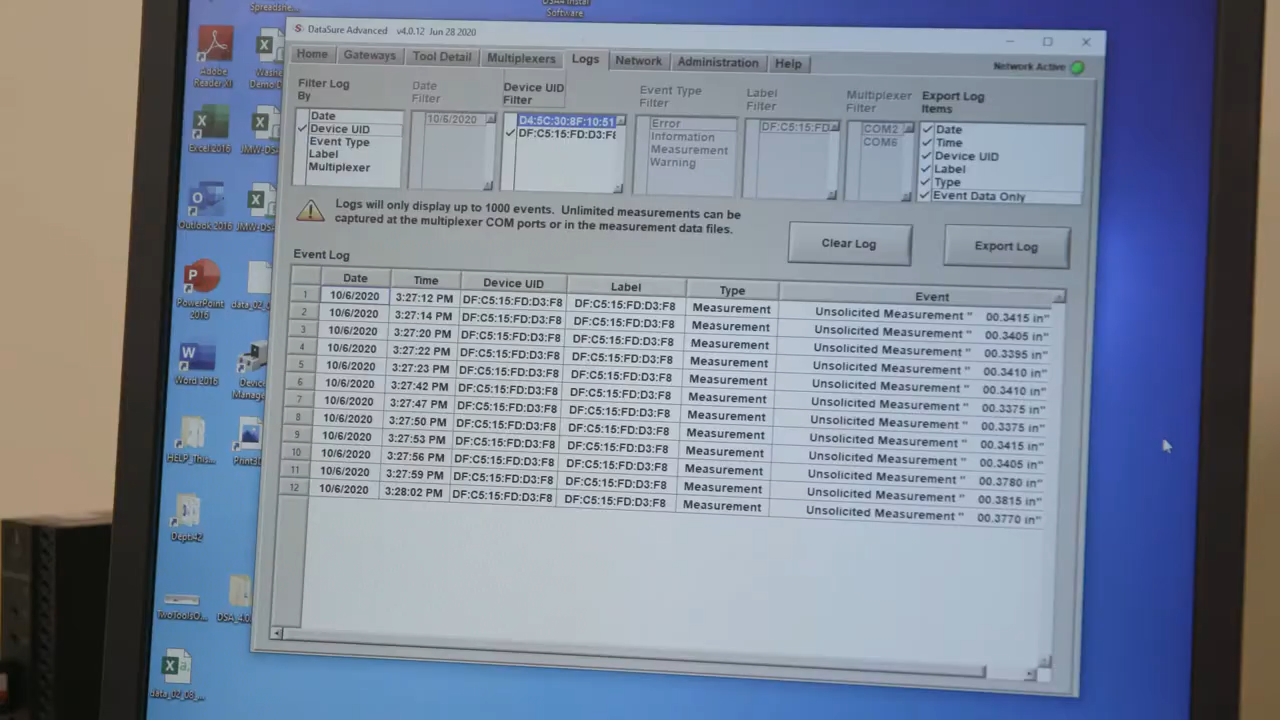 Spreadshe...
DSA4 Install
Software
DataSure Advanced v4.0.12 Jun 28 2020
Home Gateways Tool Detail Multiplexers Logs Network Administration Help
Network Active
Filter Log
By
Date
Device UID
Event Type
Label
Multiplexer
Date
Filter
10/6/2020
Device UID
Filter
D4:5C:30:8F:10:51
DF:C5:15:FD:D3:F8
Event Type
Filter
Error
Information
Measurement
Warning
Label
Filter
DF:C5:15:FD
Multiplexer
Filter
COM2
COM6
Export Log
Items
Date
Time
Device UID
Label
Type
Event Data Only
Logs will only display up to 1000 events. Unlimited measurements can be
captured at the multiplexer COM ports or in the measurement data files.
Clear Log
Export Log
Event Log
Date Time Device UID Label Type Event
1 10/6/2020 3:27:12 PM DF:C5:15:FD:D3:F8 DF:C5:15:FD:D3:F8 Measurement Unsolicited Measurement " 00.3415 in"
2 10/6/2020 3:27:14 PM DF:C5:15:FD:D3:F8 DF:C5:15:FD:D3:F8 Measurement Unsolicited Measurement " 00.3405 in"
3 10/6/2020 3:27:20 PM DF:C5:15:FD:D3:F8 DF:C5:15:FD:D3:F8 Measurement Unsolicited Measurement " 00.3395 in"
4 10/6/2020 3:27:22 PM DF:C5:15:FD:D3:F8 DF:C5:15:FD:D3:F8 Measurement Unsolicited Measurement " 00.3410 in"
5 10/6/2020 3:27:23 PM DF:C5:15:FD:D3:F8 DF:C5:15:FD:D3:F8 Measurement Unsolicited Measurement " 00.3410 in"
6 10/6/2020 3:27:42 PM DF:C5:15:FD:D3:F8 DF:C5:15:FD:D3:F8 Measurement Unsolicited Measurement " 00.3375 in"
7 10/6/2020 3:27:47 PM DF:C5:15:FD:D3:F8 DF:C5:15:FD:D3:F8 Measurement Unsolicited Measurement " 00.3375 in"
8 10/6/2020 3:27:50 PM DF:C5:15:FD:D3:F8 DF:C5:15:FD:D3:F8 Measurement Unsolicited Measurement " 00.3415 in"
9 10/6/2020 3:27:53 PM DF:C5:15:FD:D3:F8 DF:C5:15:FD:D3:F8 Measurement Unsolicited Measurement " 00.3405 in"
10 10/6/2020 3:27:56 PM DF:C5:15:FD:D3:F8 DF:C5:15:FD:D3:F8 Measurement Unsolicited Measurement " 00.3780 in"
11 10/6/2020 3:27:59 PM DF:C5:15:FD:D3:F8 DF:C5:15:FD:D3:F8 Measurement Unsolicited Measurement " 00.3815 in"
12 10/6/2020 3:28:02 PM DF:C5:15:FD:D3:F8 DF:C5:15:FD:D3:F8 Measurement Unsolicited Measurement " 00.3770 in"
Adobe
Reader XI
Excel 2016
Outlook 2016
PowerPoint
2016
Word 2016
Device
Manage
HELP_This...
Dept 42
TwoToolsO...
DSA_4.0
data_02_08_...